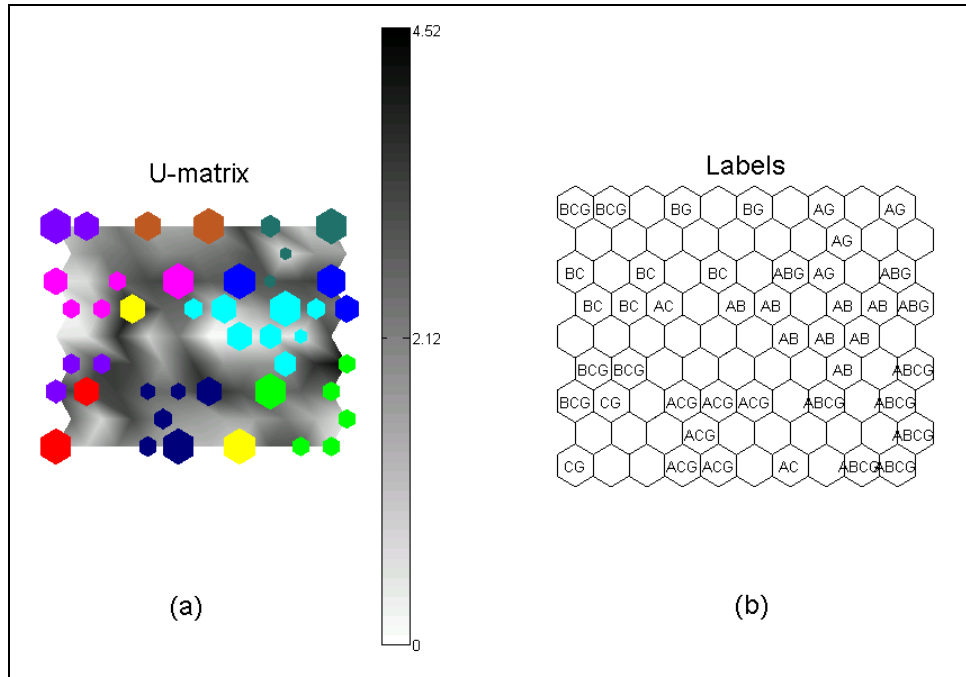 4.52
U-matrix
Labels
BCG BCG BG BG AG AG
AG
BC BC BC ABG AG ABG
BC BC AC AB AB AB AB ABG
2.12
AB AB AB
BCG BCG AB ABCG
BCG CG ACG ACG ACG ABCG ABCG
ACG ABCG
CG ACG ACG AC ABCG ABCG
(a)
(b)
0